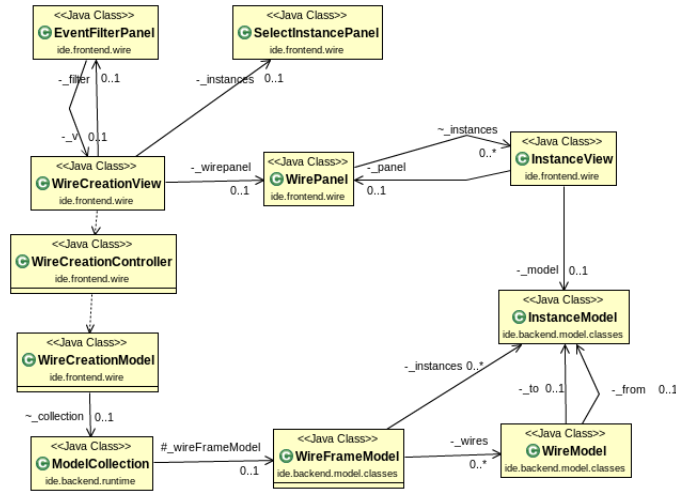 <<Java Class>>
EventFilterPanel
ide.frontend.wire
<<Java Class>>
SelectInstancePanel
ide.frontend.wire
-_filter 0..1
-_instances 0..1
-_v 0..1
~_instances
0..*
<<Java Class>>
WireCreationView
ide.frontend.wire
-_wirepanel
0..1
<<Java Class>>
WirePanel
ide.frontend.wire
-_panel
0..1
<<Java Class>>
InstanceView
ide.frontend.wire
<<Java Class>>
WireCreationController
ide.frontend.wire
-_model 0..1
<<Java Class>>
InstanceModel
ide.backend.model.classes
<<Java Class>>
WireCreationModel
ide.frontend.wire
-_instances 0..*
-_to 0..1
-_from 0..1
~_collection 0..1
<<Java Class>>
ModelCollection
ide.backend.runtime
#_wireFrameModel
0..1
<<Java Class>>
WireFrameModel
ide.backend.model.classes
-_wires
0..*
<<Java Class>>
WireModel
ide.backend.model.classes